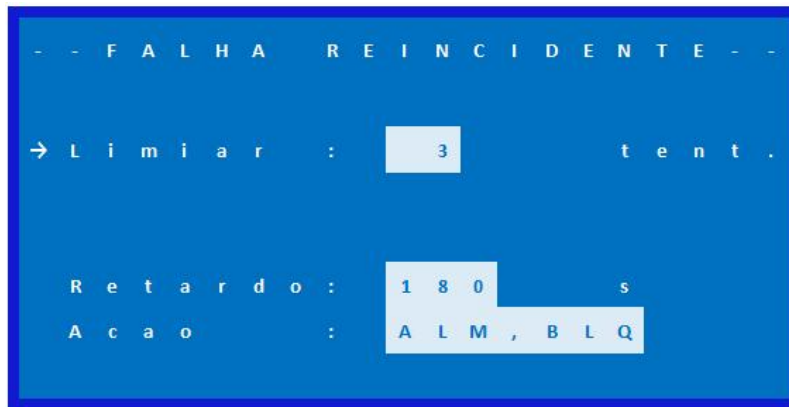 --FALHA REINCIDENTE--
→Limiar : 3 tent.
Retardo: 180 s
Acao : ALM,BLQ